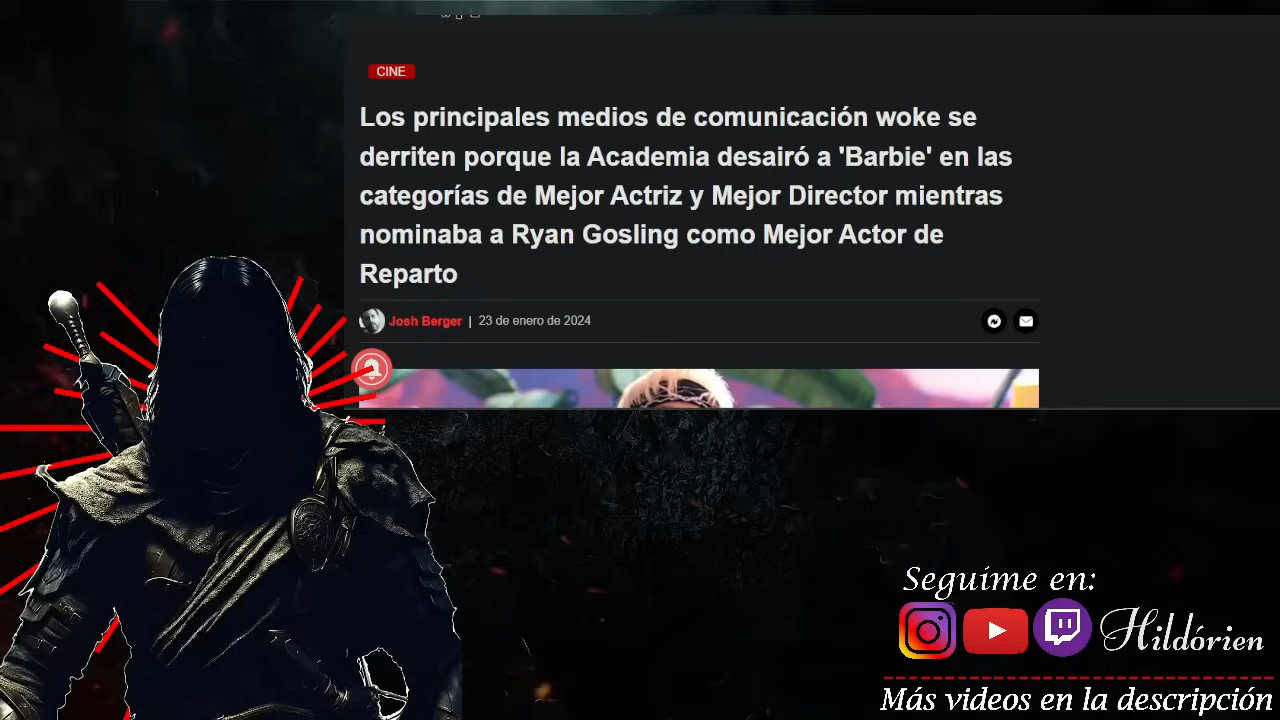 CINE
Los principales medios de comunicación woke se
derriten porque la Academia desairó a 'Barbie' en las
categorías de Mejor Actriz y Mejor Director mientras
nominaba a Ryan Gosling como Mejor Actor de
Reparto
Josh Berger | 23 de enero de 2024
Seguime en:
Hildórien
Más videos en la descripción